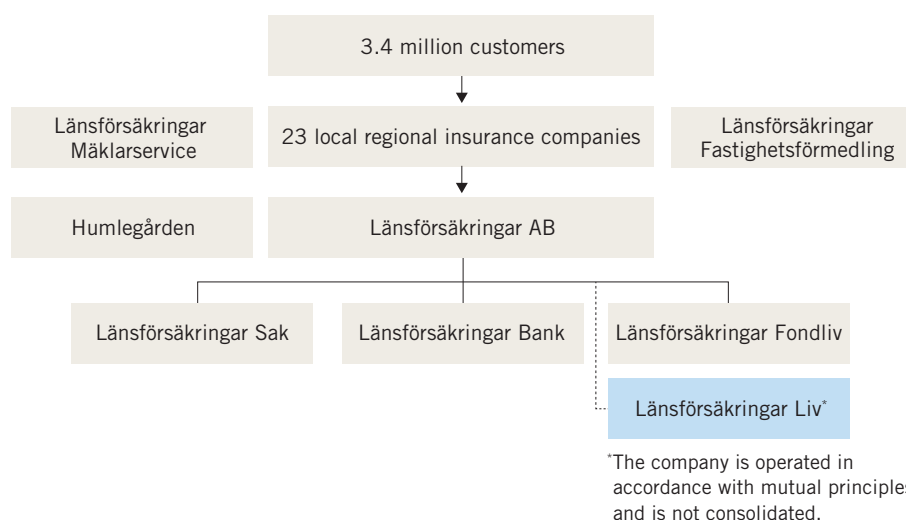 3.4 million customers
Länsförsäkringar
Mäklarservice
23 local regional insurance companies
Länsförsäkringar
Fastighetsförmedling
Humlegården
Länsförsäkringar AB
Länsförsäkringar Sak
Länsförsäkringar Bank
Länsförsäkringar Fondliv
Länsförsäkringar Liv*
*The company is operated in
accordance with mutual principles
and is not consolidated.